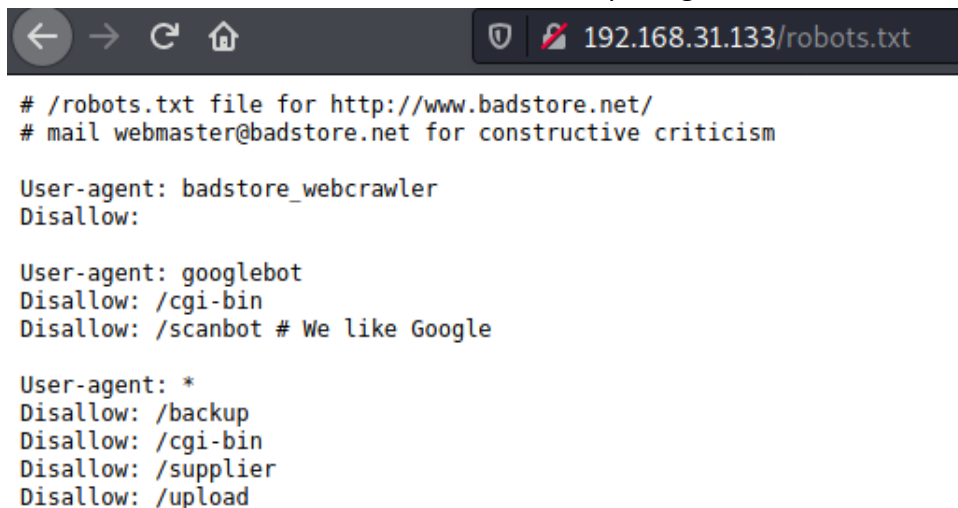 192.168.31.133/robots.txt
# /robots.txt file for http://www.badstore.net/
# mail webmaster@badstore.net for constructive criticism
User-agent: badstore_webcrawler
Disallow:
User-agent: googlebot
Disallow: /cgi-bin
Disallow: /scanbot # We like Google
User-agent: *
Disallow: /backup
Disallow: /cgi-bin
Disallow: /supplier
Disallow: /upload